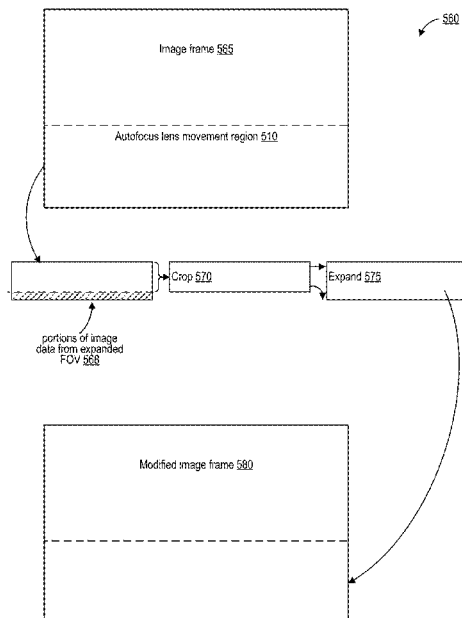 560
Image frame 565
Autofocus lens movement region 510
Crop 570
Expand 575
portions of image
data from expanded
FOV 568
Modified image frame 580